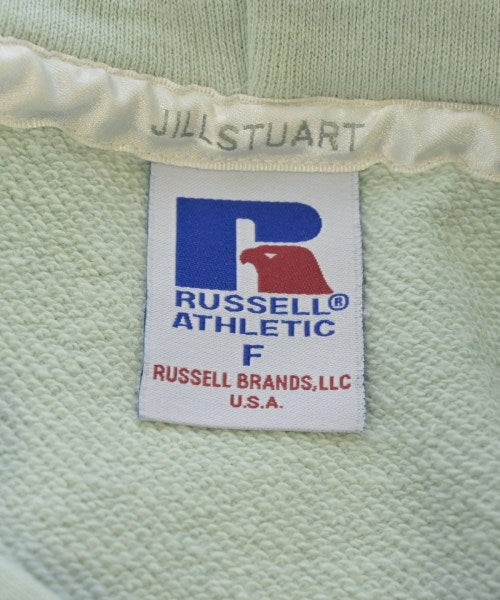 JILLSTUART
R
RUSSELL®
ATHLETIC
F
RUSSELL BRANDS,LLC
U.S.A.